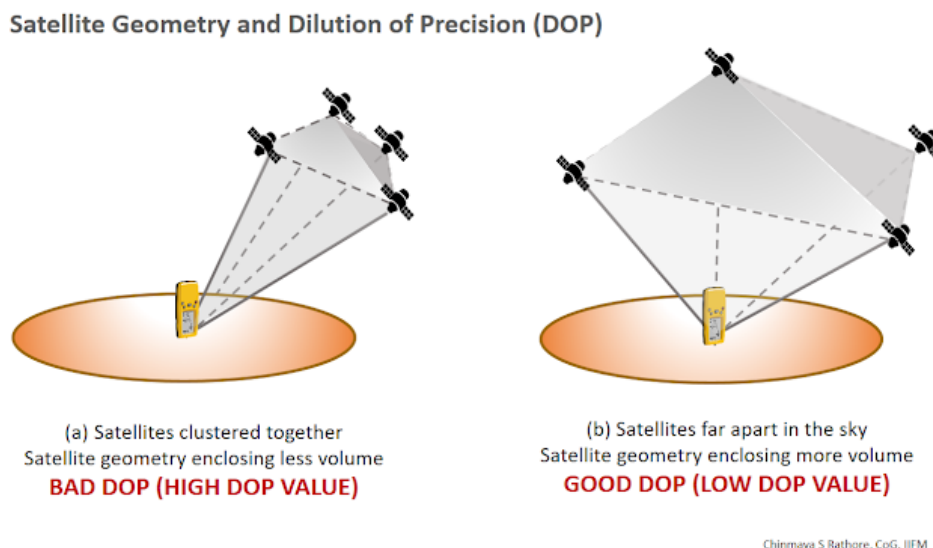 Satellite Geometry and Dilution of Precision (DOP)
(a) Satellites clustered together
Satellite geometry enclosing less volume
BAD DOP (HIGH DOP VALUE)
(b) Satellites far apart in the sky
Satellite geometry enclosing more volume
GOOD DOP (LOW DOP VALUE)
Chinmaya S Rathore, CoG, IIFM